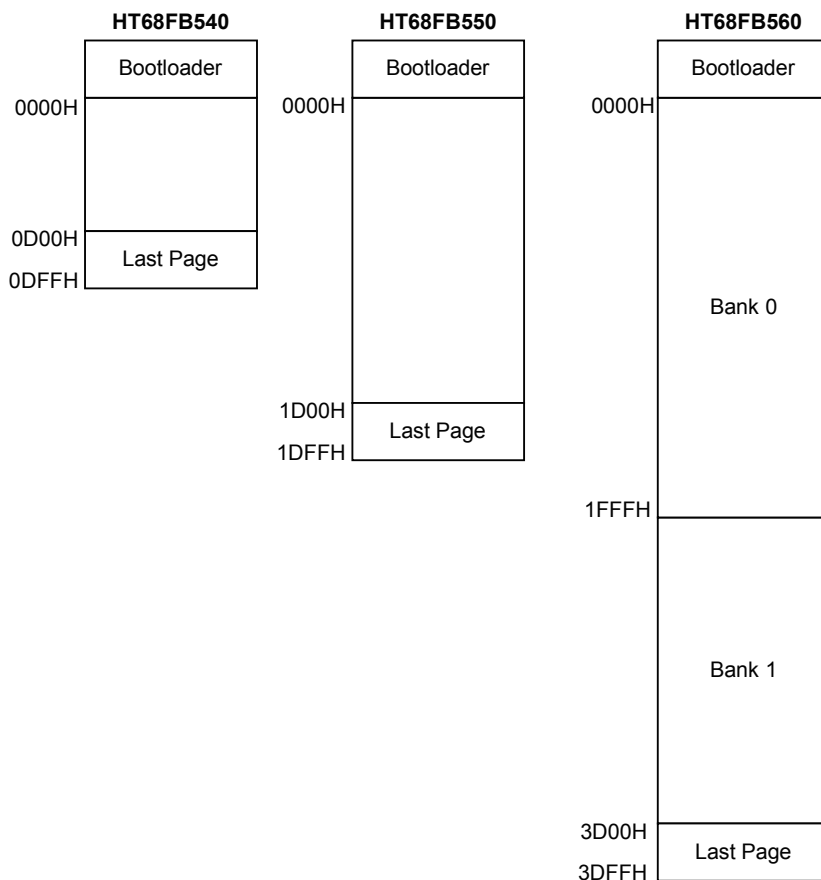 HT68FB540
HT68FB550
HT68FB560
Bootloader
Bootloader
Bootloader
0000H
0000H
0000H
0D00H
Last Page
0DFFH
Bank 0
1D00H
Last Page
1DFFH
1FFFH
Bank 1
3D00H
Last Page
3DFFH